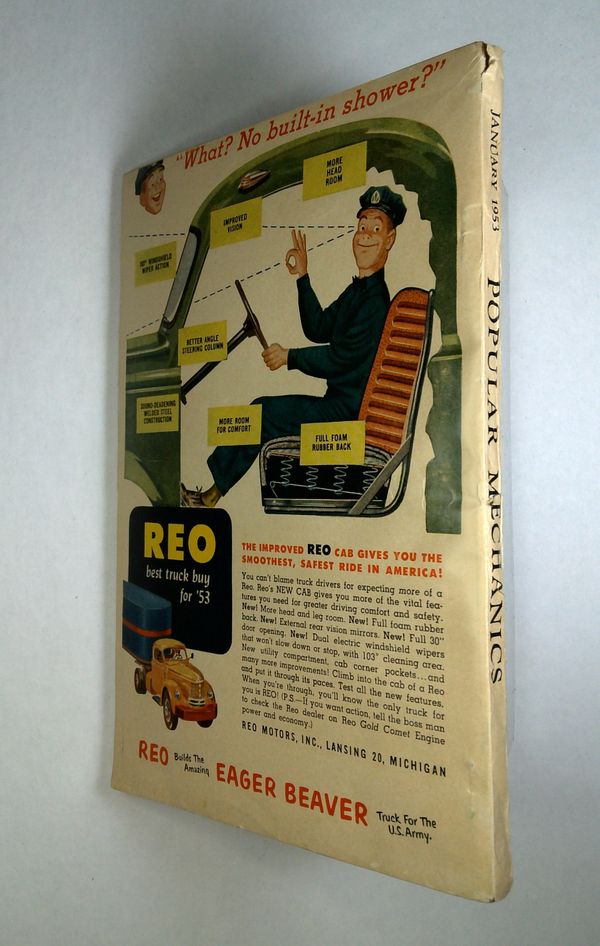 "What? No built-in shower?"
MORE
HEAD
ROOM
IMPROVED
VISION
WINDSHIELD
WIPER ACTION
BETTER ANGLE
STEERING COLUMN
SOUND-DEADENING
WELDED STEEL
CONSTRUCTION
MORE ROOM
FOR COMFORT
FULL FOAM
RUBBER BACK
REO
best truck buy
for '53
THE IMPROVED REO CAB GIVES YOU THE
SMOOTHEST, SAFEST RIDE IN AMERICA!
You can't blame truck drivers for expecting more of a
Reo. Reo's NEW CAB gives you more of the vital fea-
tures you need for greater driving comfort and safety.
New! More head and leg room. New! Full foam rubber
back. New! External rear vision mirrors. New! Full 30"
door opening. New! Dual electric windshield wipers
that won't slow down or stop, with 103° cleaning area.
New utility compartment, cab corner pockets...and
many more improvements! Climb into the cab of a Reo
and put it through its paces. Test all the new features.
When you're through, you'll know the only truck for
you is REO! (P.S.—If you want action, tell the boss man
to check the Reo dealer on Reo Gold Comet Engine
power and economy.)
REO MOTORS, INC., LANSING 20, MICHIGAN
REO Builds The
Amazing EAGER BEAVER Truck For The
U.S. Army.
JANUARY 1953 POPULAR MECHANICS